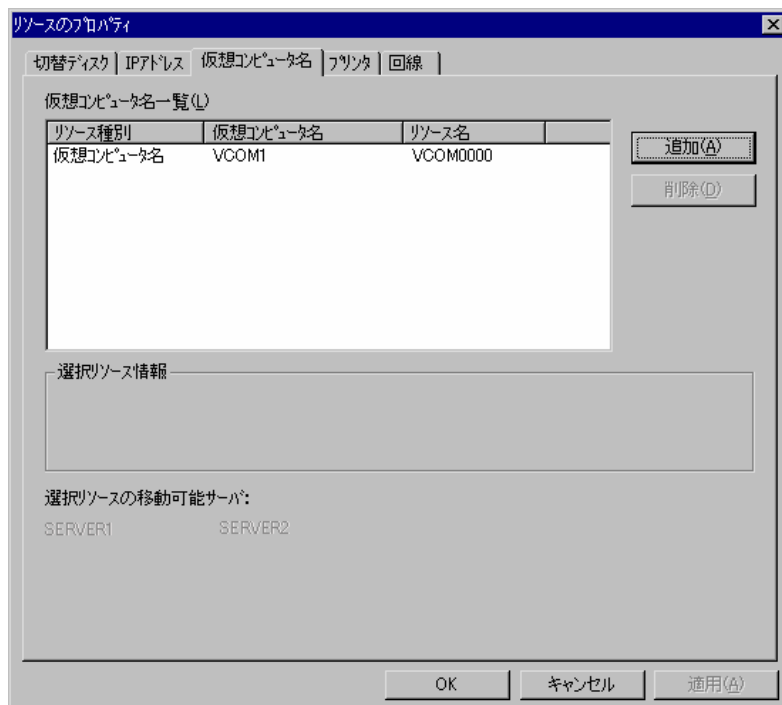 リソースのプロパティ
切替ディスク IPアドレス 仮想コンピュータ名 プリンタ 回線
仮想コンピュータ名一覧(L)
リソース種別 仮想コンピュータ名 リソース名
仮想コンピュータ名 VCOM1 VCOM0000
追加(A)
削除(D)
選択リソース情報
選択リソースの移動可能サーバ:
SERVER1 SERVER2
OK キャンセル 適用(A)